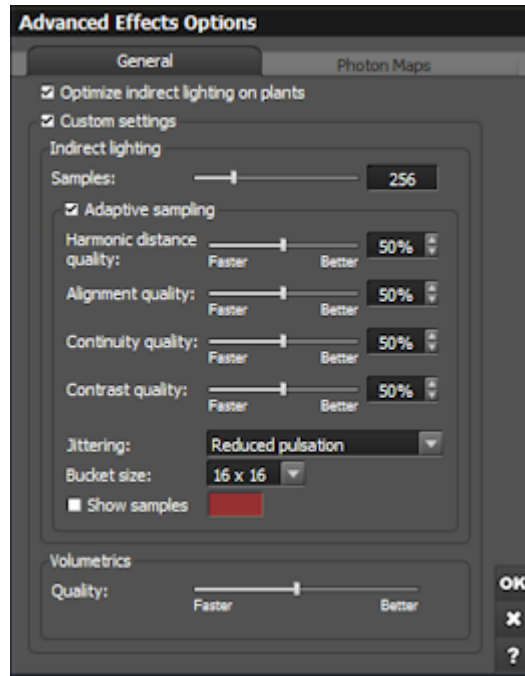 Advanced Effects Options
General
Photon Maps
Optimize indirect lighting on plants
Custom settings
Indirect lighting
Samples: 256
Adaptive sampling
Harmonic distance
quality: 50%
Faster Better
Alignment quality: 50%
Faster Better
Continuity quality: 50%
Faster Better
Contrast quality: 50%
Faster Better
Jittering: Reduced pulsation
Bucket size: 16 x 16
Show samples
Volumetrics
Quality:
Faster Better
OK
?